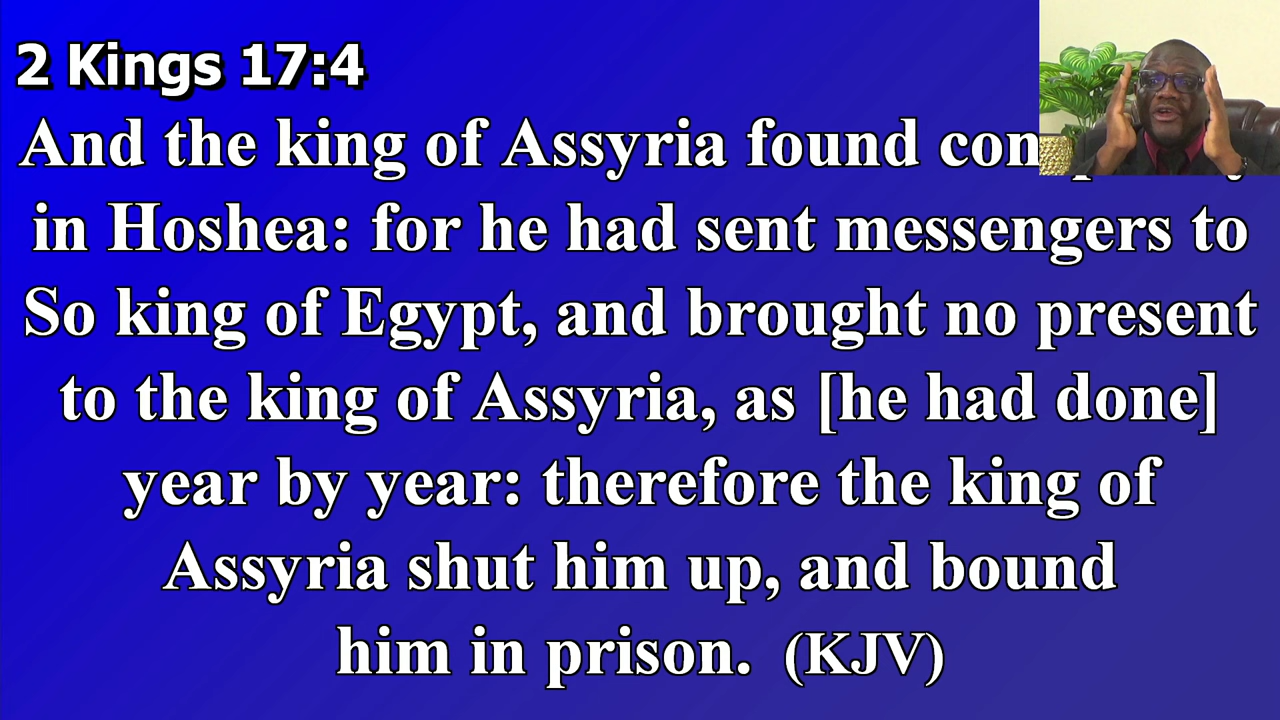 2 Kings 17:4
And the king of Assyria found
in Hoshea: for he had sent messengers to
So king of Egypt, and brought no present
to the king of Assyria, as [he had done]
year by year: therefore the king of
Assyria shut him up, and bound
him in prison. (KJV)